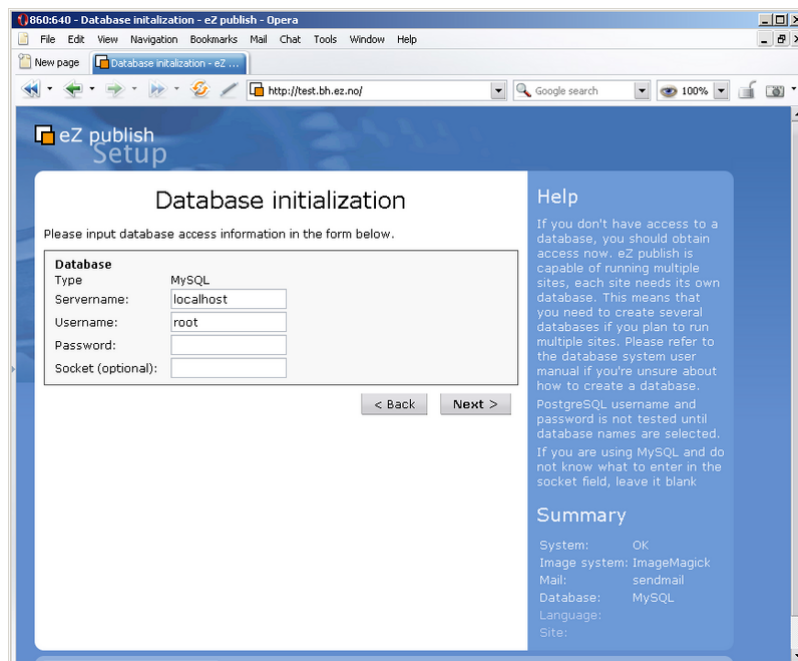 860:640 - Database initalization - eZ publish - Opera
File Edit View Navigation Bookmarks Mail Chat Tools Window Help
New page Database initalization - eZ ...
http://test.bh.ez.no/ Google search 100%
eZ publish
Setup
Database initialization
Please input database access information in the form below.
Database
Type MySQL
Servername: localhost
Username: root
Password:
Socket (optional):
< Back Next >
Help
If you don't have access to a
database, you should obtain
access now. eZ publish is
capable of running multiple
sites, each site needs its own
database. This means that
you need to create several
databases if you plan to run
multiple sites. Please refer to
the database system user
manual if you're unsure about
how to create a database.
PostgreSQL username and
password is not tested until
database names are selected.
If you are using MySQL and do
not know what to enter in the
socket field, leave it blank
Summary
System: OK
Image system: ImageMagick
Mail: sendmail
Database: MySQL
Language:
Site: